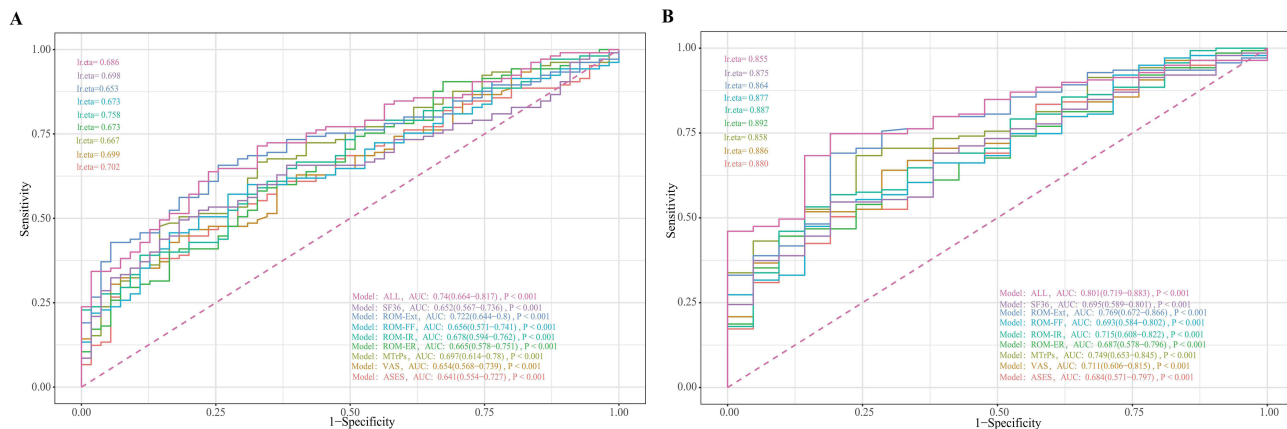 A
lr.eta= 0.686
lr.eta= 0.698
lr.eta= 0.653
lr.eta= 0.673
lr.eta= 0.758
lr.eta= 0.673
lr.eta= 0.667
lr.eta= 0.699
lr.eta= 0.702
1.00
0.75
0.50
0.25
0.00
Sensitivity
Model: ALL, AUC: 0.74(0.664−0.817), P < 0.001
Model: SF36, AUC: 0.652(0.567−0.736), P < 0.001
Model: ROM-Ext, AUC: 0.722(0.644−0.8), P < 0.001
Model: ROM-FF, AUC: 0.656(0.571−0.741), P < 0.001
Model: ROM-IR, AUC: 0.678(0.594−0.762), P < 0.001
Model: ROM-ER, AUC: 0.665(0.578−0.751), P < 0.001
Model: MTrPs, AUC: 0.697(0.614−0.78), P < 0.001
Model: VAS, AUC: 0.654(0.568−0.739), P < 0.001
Model: ASES, AUC: 0.641(0.554−0.727), P < 0.001
0.00 0.25 0.50 0.75 1.00
1−Specificity
B
lr.eta= 0.855
lr.eta= 0.875
lr.eta= 0.864
lr.eta= 0.877
lr.eta= 0.887
lr.eta= 0.892
lr.eta= 0.858
lr.eta= 0.886
lr.eta= 0.880
1.00
0.75
0.50
0.25
0.00
Sensitivity
Model: ALL, AUC: 0.801(0.719−0.883), P < 0.001
Model: SF36, AUC: 0.695(0.589−0.801), P < 0.001
Model: ROM-Ext, AUC: 0.769(0.672−0.866), P < 0.001
Model: ROM-FF, AUC: 0.693(0.584−0.802), P < 0.001
Model: ROM-IR, AUC: 0.715(0.608−0.822), P < 0.001
Model: ROM-ER, AUC: 0.687(0.578−0.796), P < 0.001
Model: MTrPs, AUC: 0.749(0.653−0.845), P < 0.001
Model: VAS, AUC: 0.711(0.606−0.815), P < 0.001
Model: ASES, AUC: 0.684(0.571−0.797), P < 0.001
0.00 0.25 0.50 0.75 1.00
1−Specificity